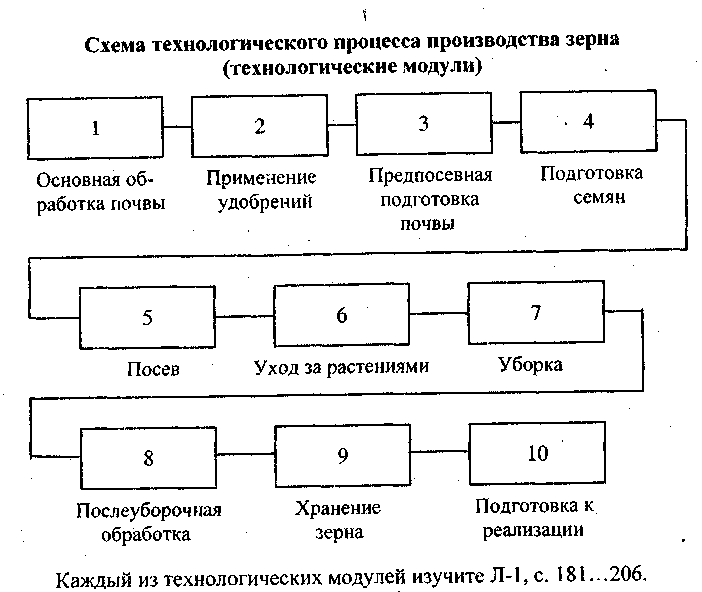 Схема технологического процесса производства зерна
(технологические модули)
1
2
3
4
Основная об-
работка почвы
Применение
удобрений
Предпосевная
подготовка
почвы
Подготовка
семян
5
6
7
Посев
Уход за растениями
Уборка
8
9
10
Послеуборочная
обработка
Хранение
зерна
Подготовка к
реализации
Каждый из технологических модулей изучите Л-1, с. 181...206.